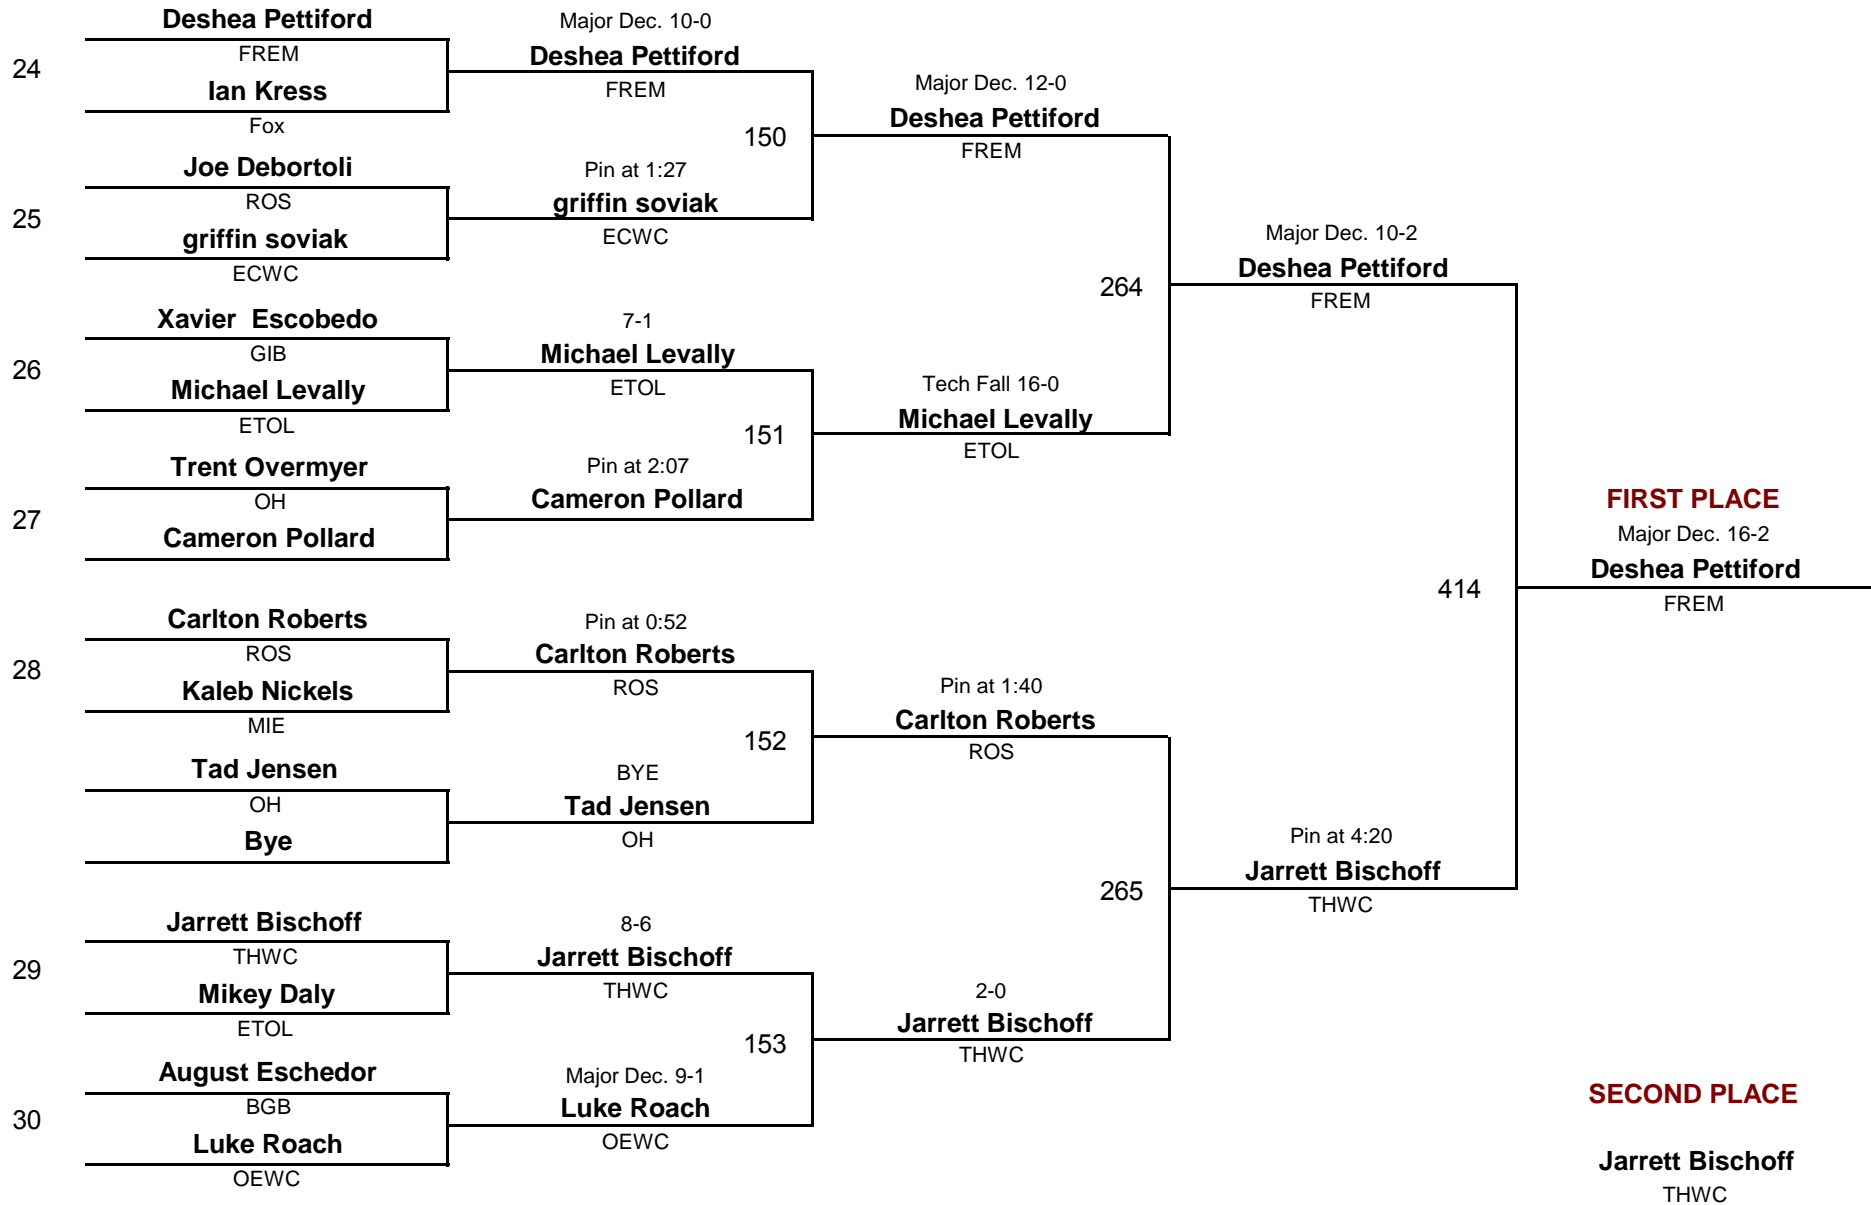 Deshea Pettiford
24
FREM
Ian Kress
Fox
Joe Debortoli
25
ROS
griffin soviak
ECWC
Xavier  Escobedo
26
GIB
Michael Levally
ETOL
Trent Overmyer
27
OH
Cameron Pollard
Carlton Roberts
28
ROS
Kaleb Nickels
MIE
Tad Jensen
OH
Bye
Jarrett Bischoff
29
THWC
Mikey Daly
ETOL
August Eschedor
30
BGB
Luke Roach
OEWC
Major Dec. 10-0
Deshea Pettiford
FREM
150
Pin at 1:27
griffin soviak
ECWC
7-1
Michael Levally
ETOL
151
Pin at 2:07
Cameron Pollard
Pin at 0:52
Carlton Roberts
ROS
152
BYE
Tad Jensen
OH
8-6
Jarrett Bischoff
THWC
153
Major Dec. 9-1
Luke Roach
OEWC
Major Dec. 12-0
Deshea Pettiford
FREM
264
Tech Fall 16-0
Michael Levally
ETOL
Pin at 1:40
Carlton Roberts
ROS
265
2-0
Jarrett Bischoff
THWC
Major Dec. 10-2
Deshea Pettiford
FREM
414
Pin at 4:20
Jarrett Bischoff
THWC
FIRST PLACE
Major Dec. 16-2
Deshea Pettiford
FREM
SECOND PLACE
Jarrett Bischoff
THWC